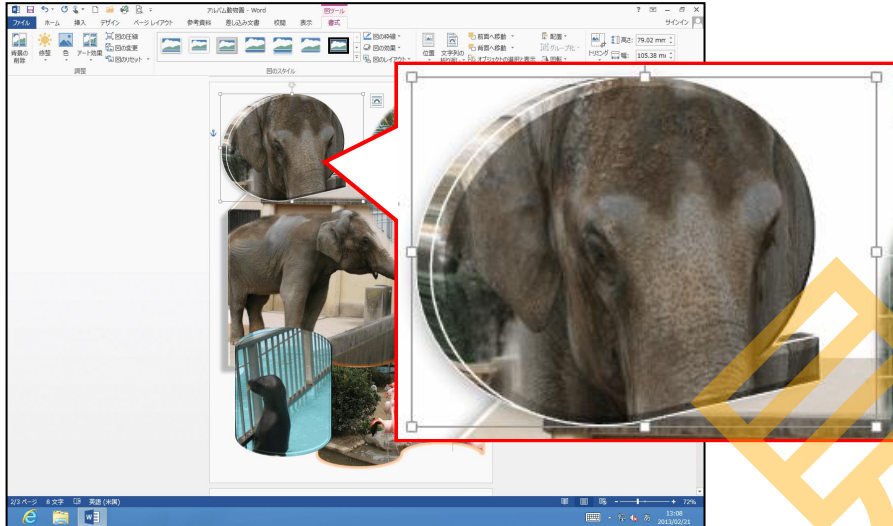 アルバム動物園 - Word
図ツール
ファイル ホーム 挿入 デザイン ページ レイアウト 参考資料 差し込み文書 校閲 表示 書式
サインイン
背景の
削除
修整
色
アート効果
図の圧縮
図の変更
図のリセット
調整
図のスタイル
図の枠線
図の効果
図のレイアウト
位置
文字列の
前面へ移動
背面へ移動
オブジェクトの選択と表示
配置
グループ化
回転
トリミング
高さ: 79.02 mm
幅: 105.38 mm
2/3 ページ 8 文字 英語 (米国)
72%
あ
13:08
2013/02/21